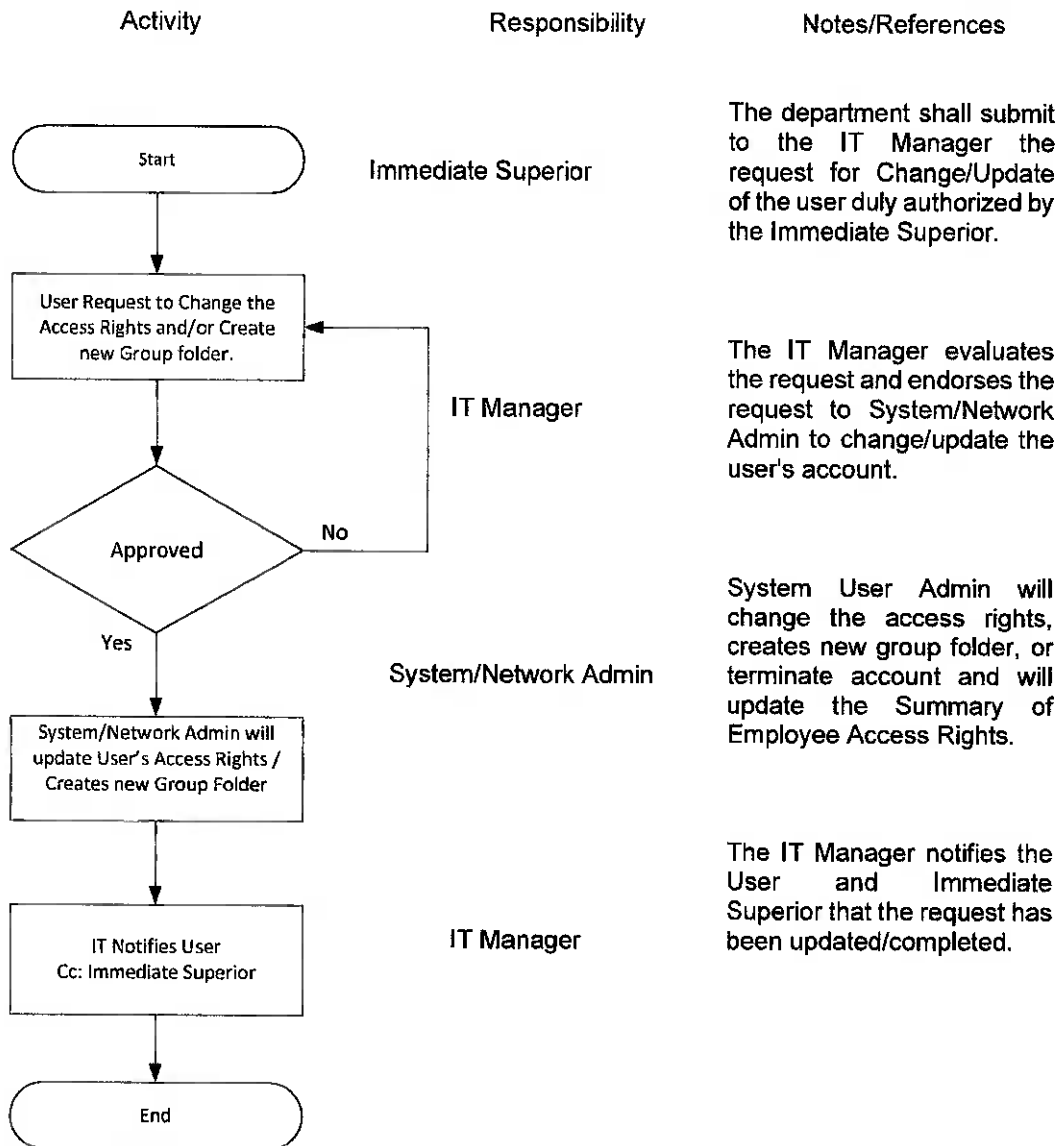 Activity Responsibility Notes/References
Start
Immediate Superior
The department shall submit
to the IT Manager the
request for Change/Update
of the user duly authorized by
the Immediate Superior.
User Request to Change the
Access Rights and/or Create
new Group folder.
IT Manager
The IT Manager evaluates
the request and endorses the
request to System/Network
Admin to change/update the
user's account.
Approved
No
Yes
System/Network Admin
System User Admin will
change the access rights,
creates new group folder, or
terminate account and will
update the Summary of
Employee Access Rights.
System/Network Admin will
update User's Access Rights /
Creates new Group Folder
IT Notifies User
Cc: Immediate Superior
IT Manager
The IT Manager notifies the
User and Immediate
Superior that the request has
been updated/completed.
End